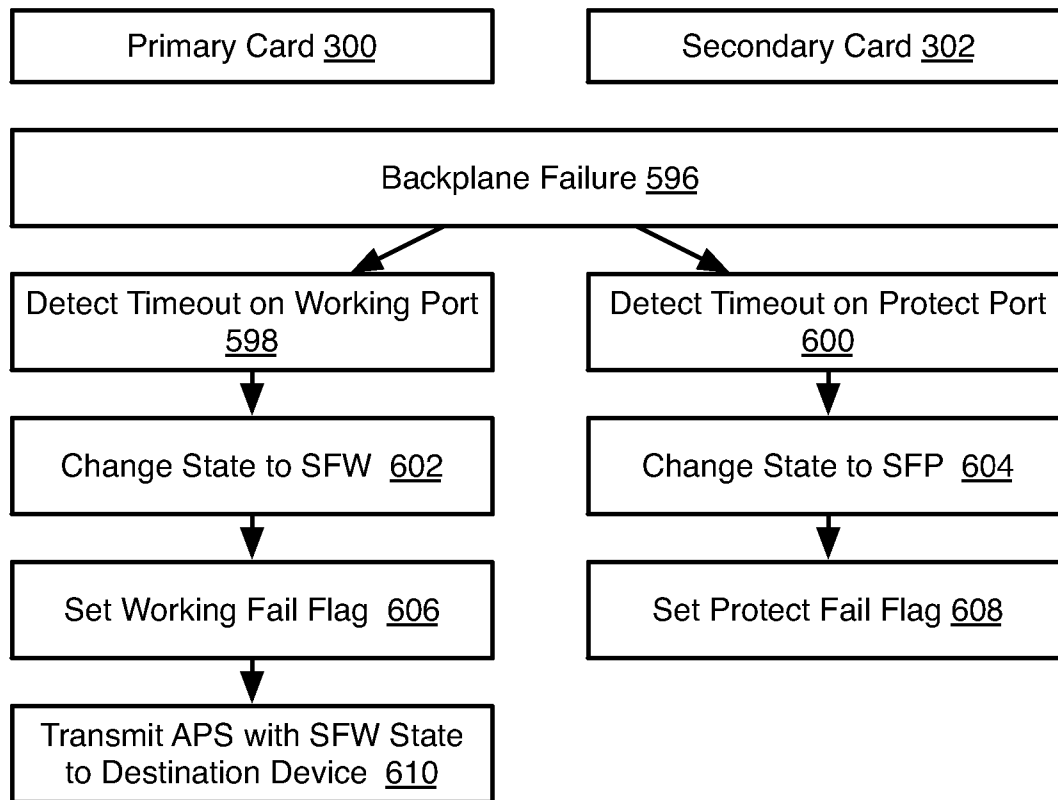 Primary Card 300
Secondary Card 302
Backplane Failure 596
Detect Timeout on Working Port
598
Detect Timeout on Protect Port
600
Change State to SFW 602
Change State to SFP 604
Set Working Fail Flag 606
Set Protect Fail Flag 608
Transmit APS with SFW State
to Destination Device 610